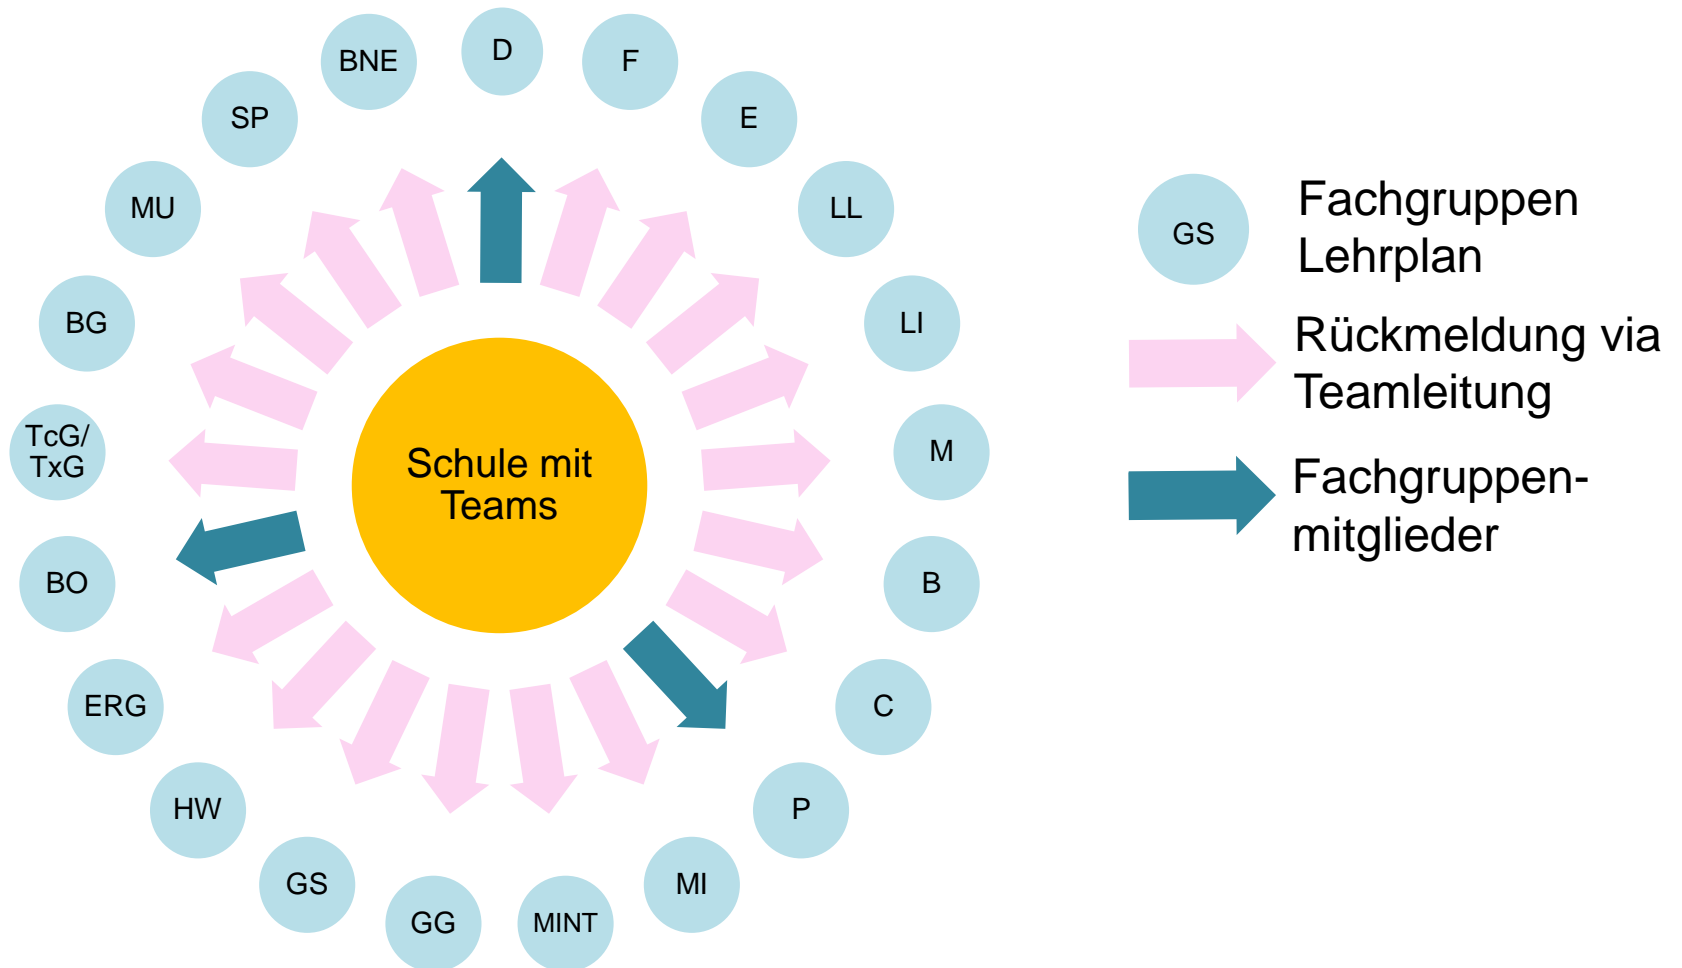 D
F
E
LL
LI
M
B
C
P
MI
MINT
GG
GS
HW
ERG
BO
TcG/
TxG
BG
MU
SP
BNE
Schule mit
Teams
GS
Fachgruppen
Lehrplan
Rückmeldung via
Teamleitung
Fachgruppen-
mitglieder